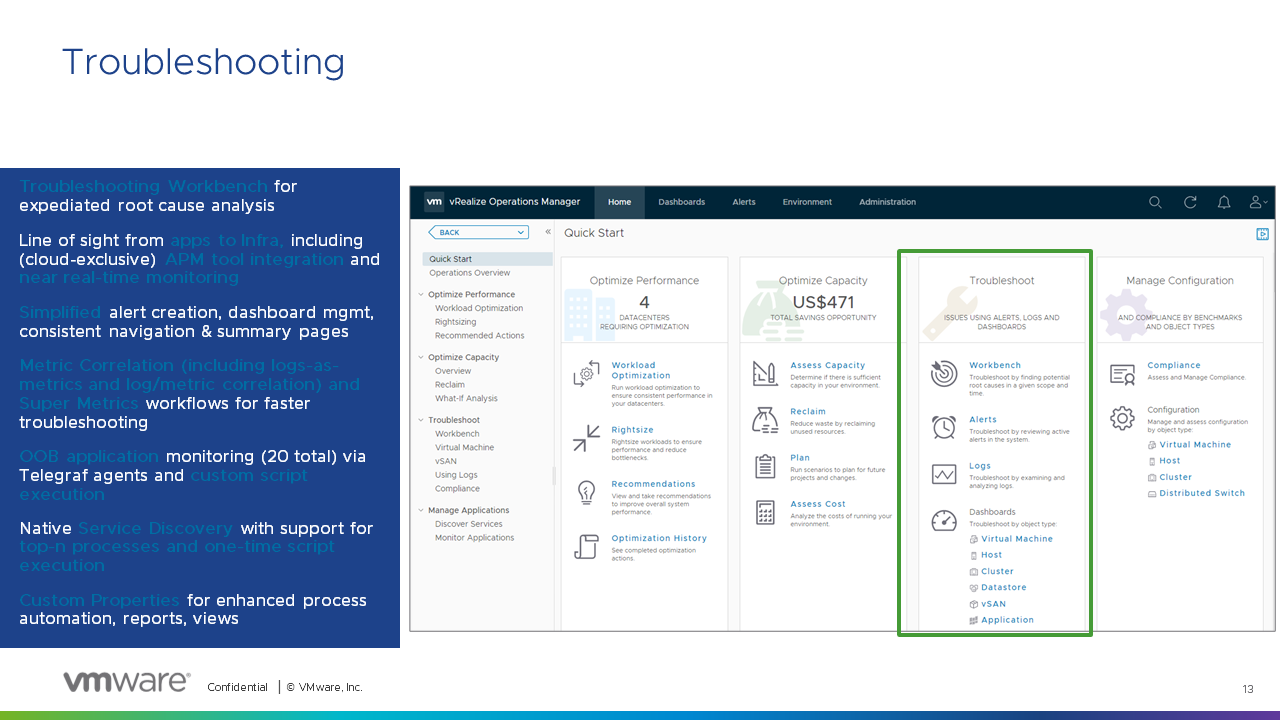 Troubleshooting
Troubleshooting Workbench for
expediated root cause analysis
Line of sight from apps to Infra, including
(cloud-exclusive) APM tool integration and
near real-time monitoring
Simplified alert creation, dashboard mgmt,
consistent navigation & summary pages
Metric Correlation (including logs-as-
metrics and log/metric correlation) and
Super Metrics workflows for faster
troubleshooting
OOB application monitoring (20 total) via
Telegraf agents and custom script
execution
Native Service Discovery with support for
top-n processes and one-time script
execution
Custom Properties for enhanced process
automation, reports, views
vm vRealize Operations Manager Home Dashboards Alerts Environment Administration
BACK
Quick Start
Operations Overview
Optimize Performance
Workload Optimization
Rightsizing
Recommended Actions
Optimize Capacity
Overview
Reclaim
What-If Analysis
Troubleshoot
Workbench
Virtual Machine
vSAN
Using Logs
Compliance
Manage Applications
Discover Services
Monitor Applications
Quick Start
Optimize Performance
4
DATACENTERS
REQUIRING OPTIMIZATION
Workload
Optimization
Run workload optimization to
ensure consistent performance in
your datacenters.
Rightsize
Rightsize workloads to ensure
performance and reduce
bottlenecks.
Recommendations
View and take recommendations
to improve overall system
performance.
Optimization History
See completed optimization
actions.
Optimize Capacity
US$471
TOTAL SAVINGS OPPORTUNITY
Assess Capacity
Determine if there is sufficient
capacity in your environment.
Reclaim
Reduce waste by reclaiming
unused resources.
Plan
Run scenarios to plan for future
projects and changes.
Assess Cost
Analyze the costs of running your
environment.
Troubleshoot
ISSUES USING ALERTS, LOGS AND
DASHBOARDS
Workbench
Troubleshoot by finding potential
root causes in a given scope and
time.
Alerts
Troubleshoot by reviewing active
alerts in the system.
Logs
Troubleshoot by examining and
analyzing logs.
Dashboards
Troubleshoot by object type:
Virtual Machine
Host
Cluster
Datastore
vSAN
Application
Manage Configuration
AND COMPLIANCE BY BENCHMARKS
AND OBJECT TYPES
Compliance
Assess and Manage Compliance.
Configuration
Manage and assess configuration
by object type:
Virtual Machine
Host
Cluster
Distributed Switch
vmware® Confidential | © VMware, Inc.
13